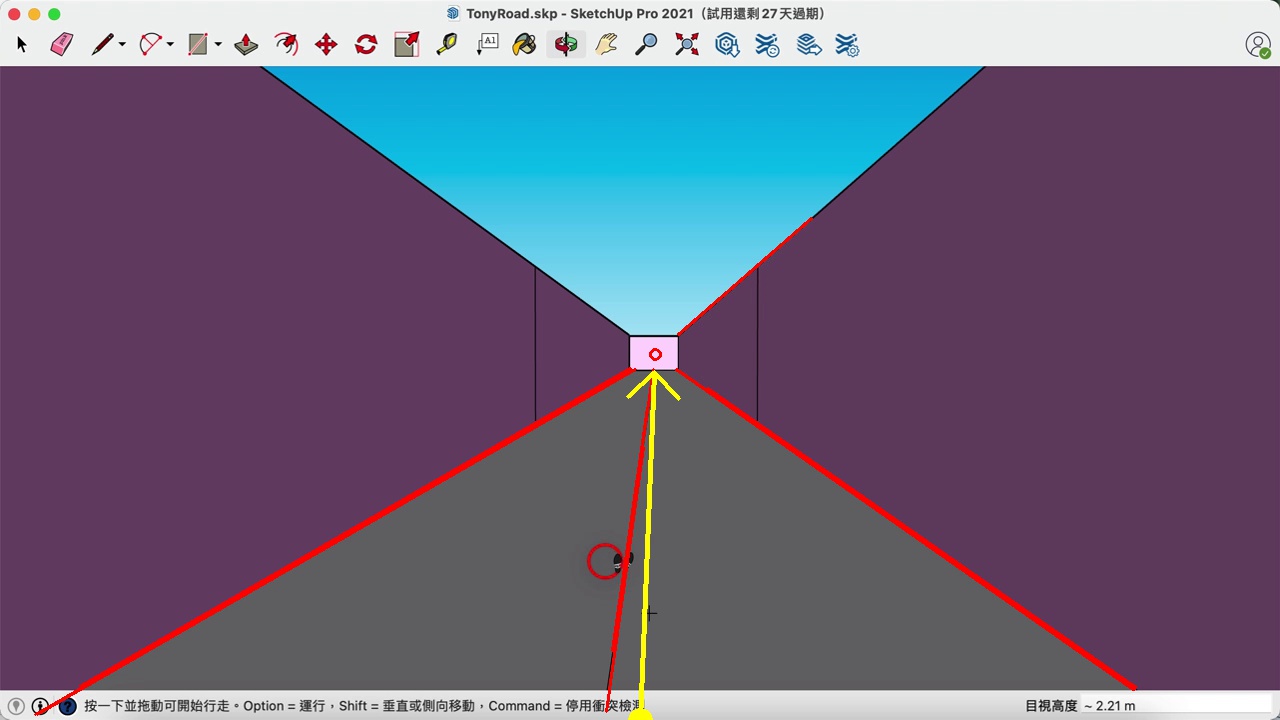 TonyRoad.skp - SketchUp Pro 2021（試用還剩 27 天過期）
A1
按一下並拖動可開始行走。Option = 運行，Shift = 垂直或側向移動，Command = 停用衝突檢測
目視高度 ~ 2.21 m